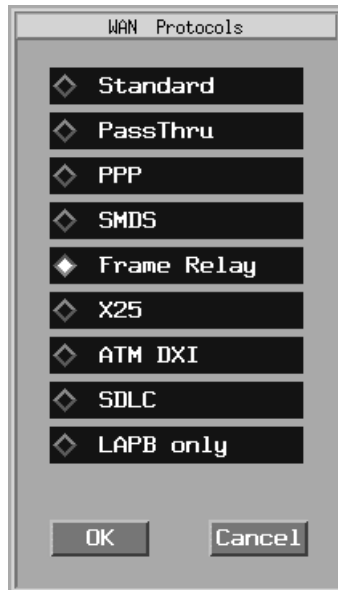 WAN Protocols
Standard
PassThru
PPP
SMDS
Frame Relay
X25
ATM DXI
SDLC
LAPB only
OK Cancel